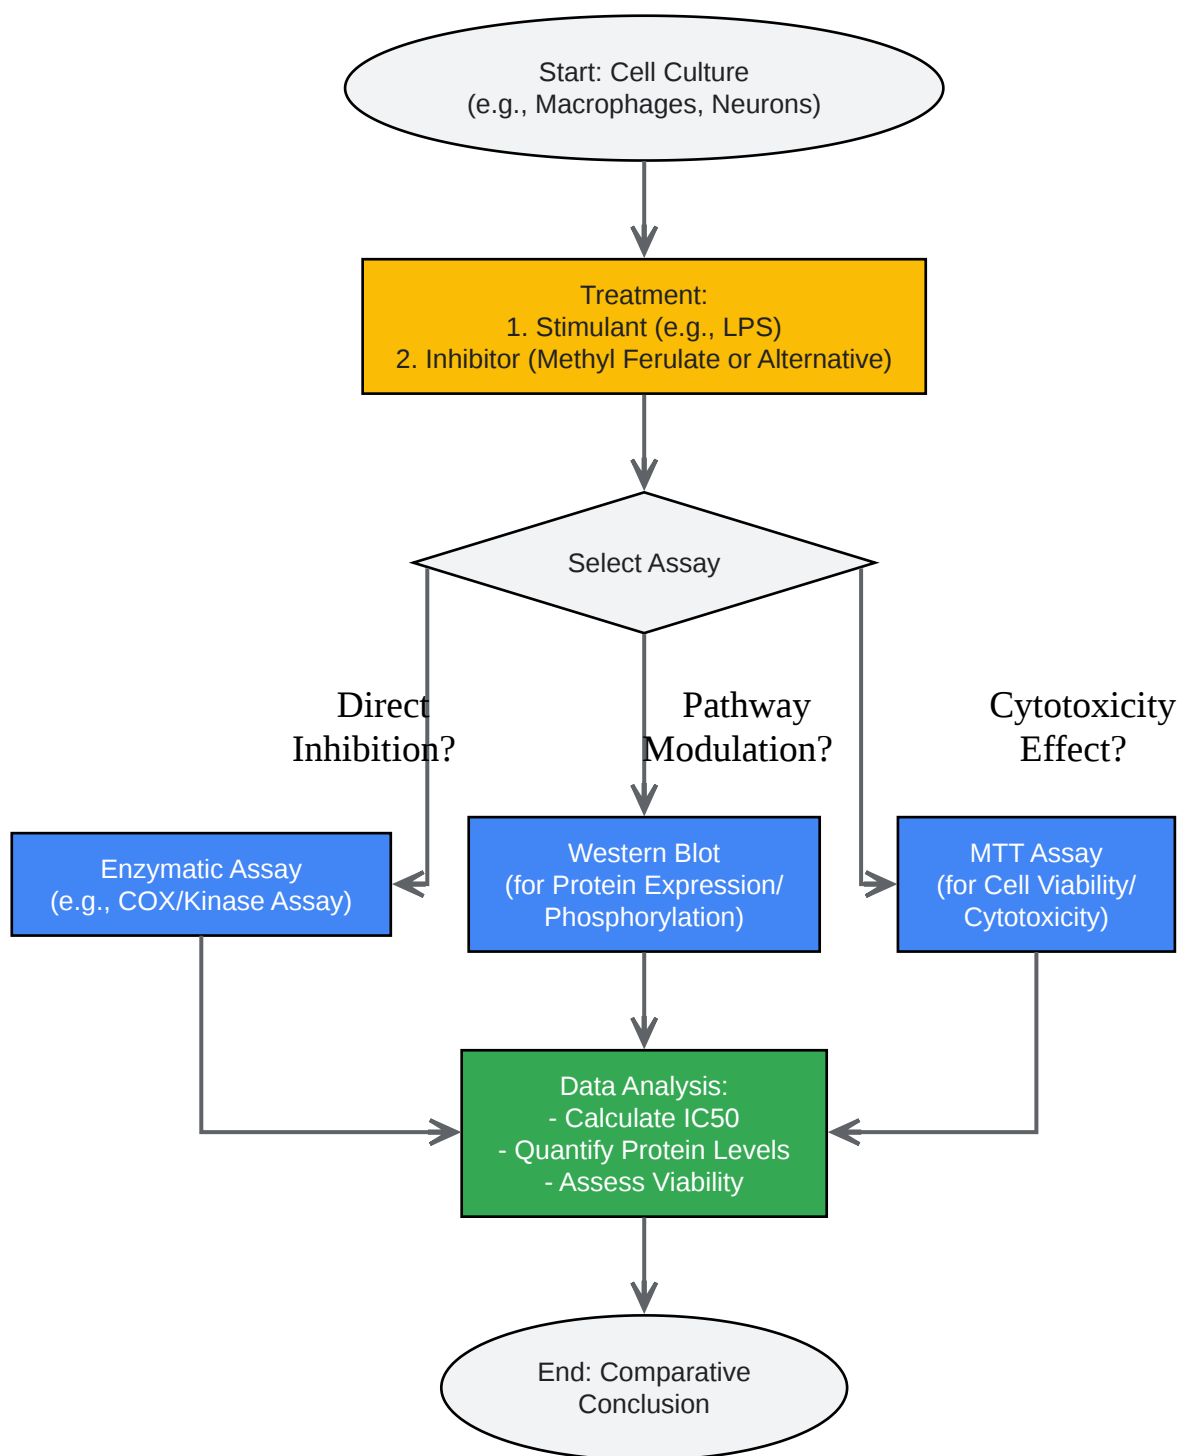 Start: Cell Culture
(e.g., Macrophages, Neurons)
Treatment:
1. Stimulant (e.g., LPS)
2. Inhibitor (Methyl Ferulate or Alternative)
Select Assay
Direct
Inhibition?
Pathway
Modulation?
Cytotoxicity
Effect?
Enzymatic Assay
(e.g., COX/Kinase Assay)
Western Blot
(for Protein Expression/
Phosphorylation)
MTT Assay
(for Cell Viability/
Cytotoxicity)
Data Analysis:
- Calculate IC50
- Quantify Protein Levels
- Assess Viability
End: Comparative
Conclusion